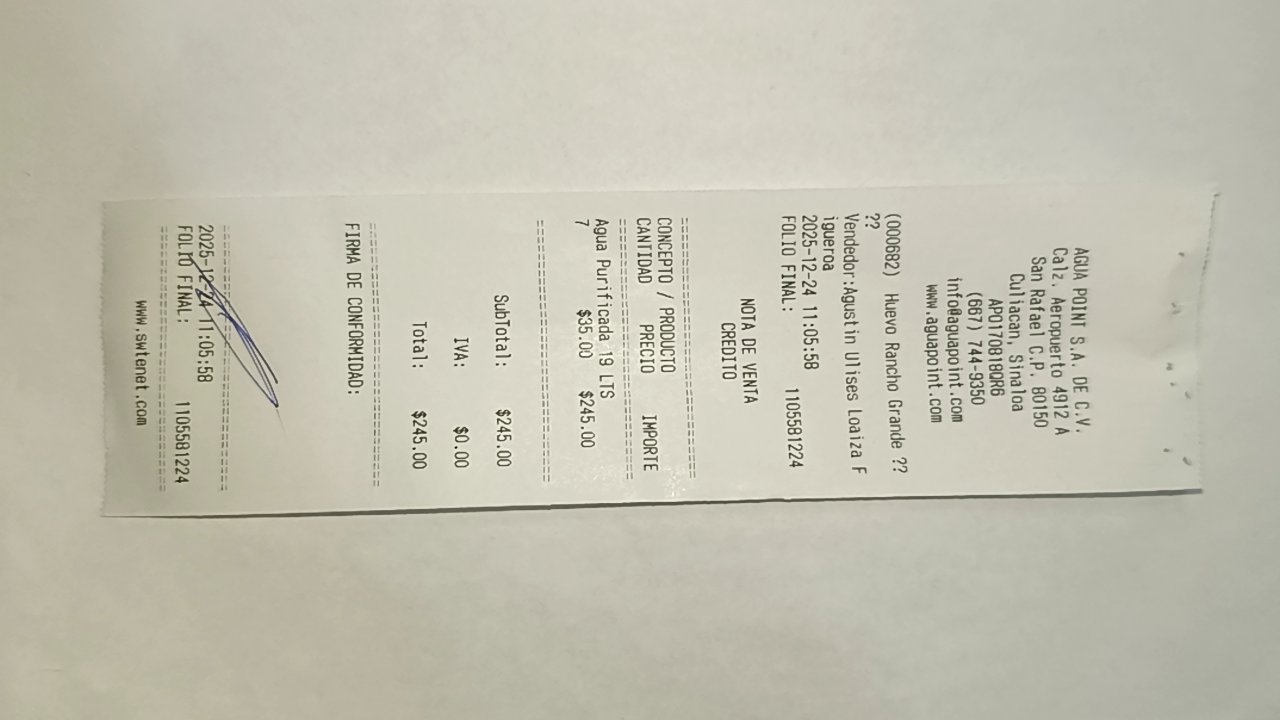 AGUA POINT S.A. DE C.V.
Calz. Aeropuerto 4912 A
San Rafael C.P. 80150
Culiacan, Sinaloa
APO170818QR6
(667) 744-9350
info@aguapoint.com
www.aguapoint.com
(000682) Huevo Rancho Grande ??
??
Vendedor:Agustin Ulises Loaiza F
igueroa
2025-12-24 11:05:58
FOLIO FINAL: 1105581224
NOTA DE VENTA
CREDITO
================================
CONCEPTO / PRODUCTO
CANTIDAD PRECIO IMPORTE
================================
Agua Purificada 19 LTS
7 $35.00 $245.00
================================
SubTotal: $245.00
IVA: $0.00
Total: $245.00
================================
FIRMA DE CONFORMIDAD:
================================
2025-12-24 11:05:58
FOLIO FINAL: 1105581224
================================
www.swtenet.com